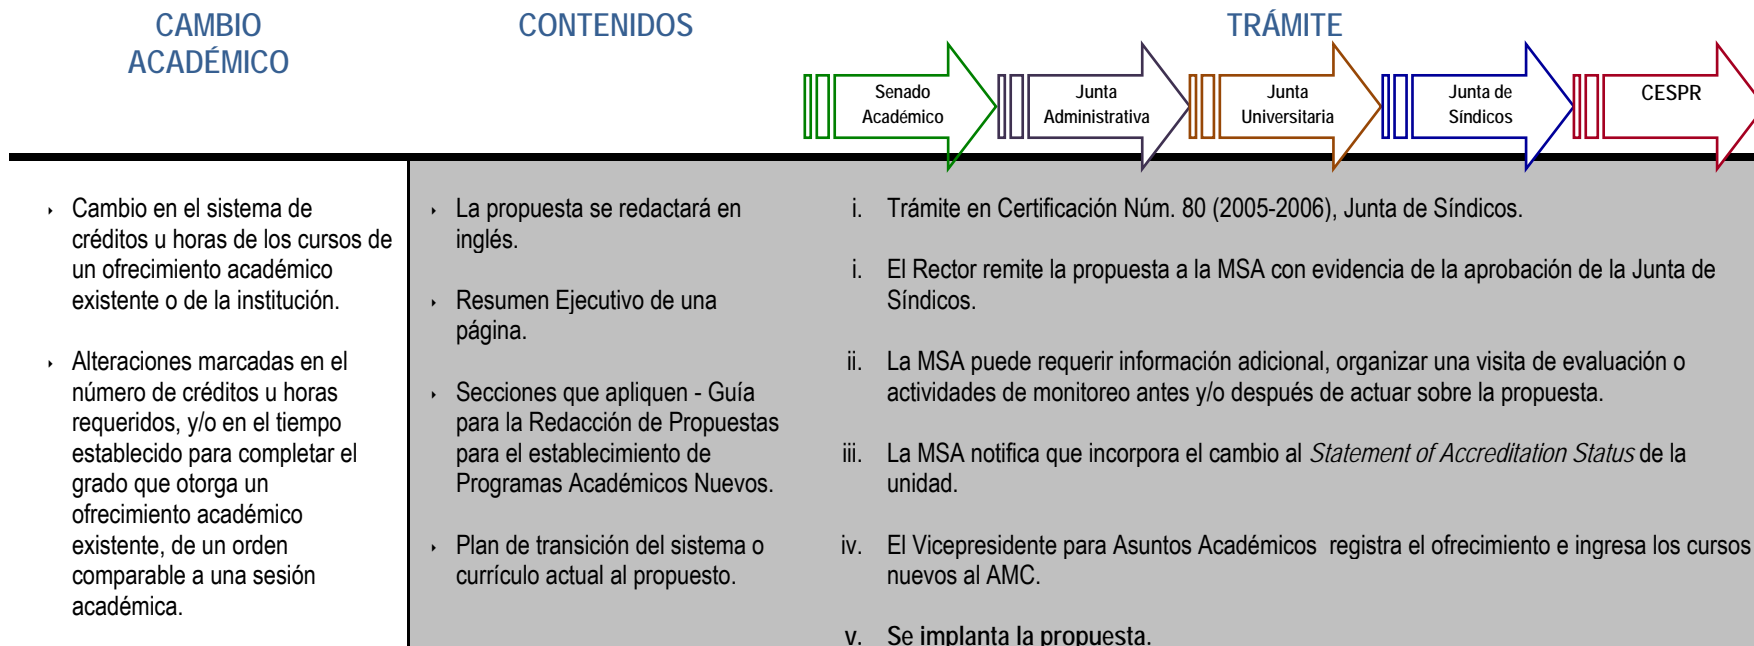 CAMBIO
ACADÉMICO
CONTENIDOS
TRÁMITE
Senado
Académico
Junta
Administrativa
Junta
Universitaria
Junta de
Síndicos
CESPR
‣ Cambio en el sistema de
créditos u horas de los cursos de
un ofrecimiento académico
existente o de la institución.
‣ Alteraciones marcadas en el
número de créditos u horas
requeridos, y/o en el tiempo
establecido para completar el
grado que otorga un
ofrecimiento académico
existente, de un orden
comparable a una sesión
académica.
‣ La propuesta se redactará en
inglés.
‣ Resumen Ejecutivo de una
página.
‣ Secciones que apliquen - Guía
para la Redacción de Propuestas
para el establecimiento de
Programas Académicos Nuevos.
‣ Plan de transición del sistema o
currículo actual al propuesto.
i. Trámite en Certificación Núm. 80 (2005-2006), Junta de Síndicos.
i. El Rector remite la propuesta a la MSA con evidencia de la aprobación de la Junta de
Síndicos.
ii. La MSA puede requerir información adicional, organizar una visita de evaluación o
actividades de monitoreo antes y/o después de actuar sobre la propuesta.
iii. La MSA notifica que incorpora el cambio al Statement of Accreditation Status de la
unidad.
iv. El Vicepresidente para Asuntos Académicos registra el ofrecimiento e ingresa los cursos
nuevos al AMC.
v. Se implanta la propuesta.